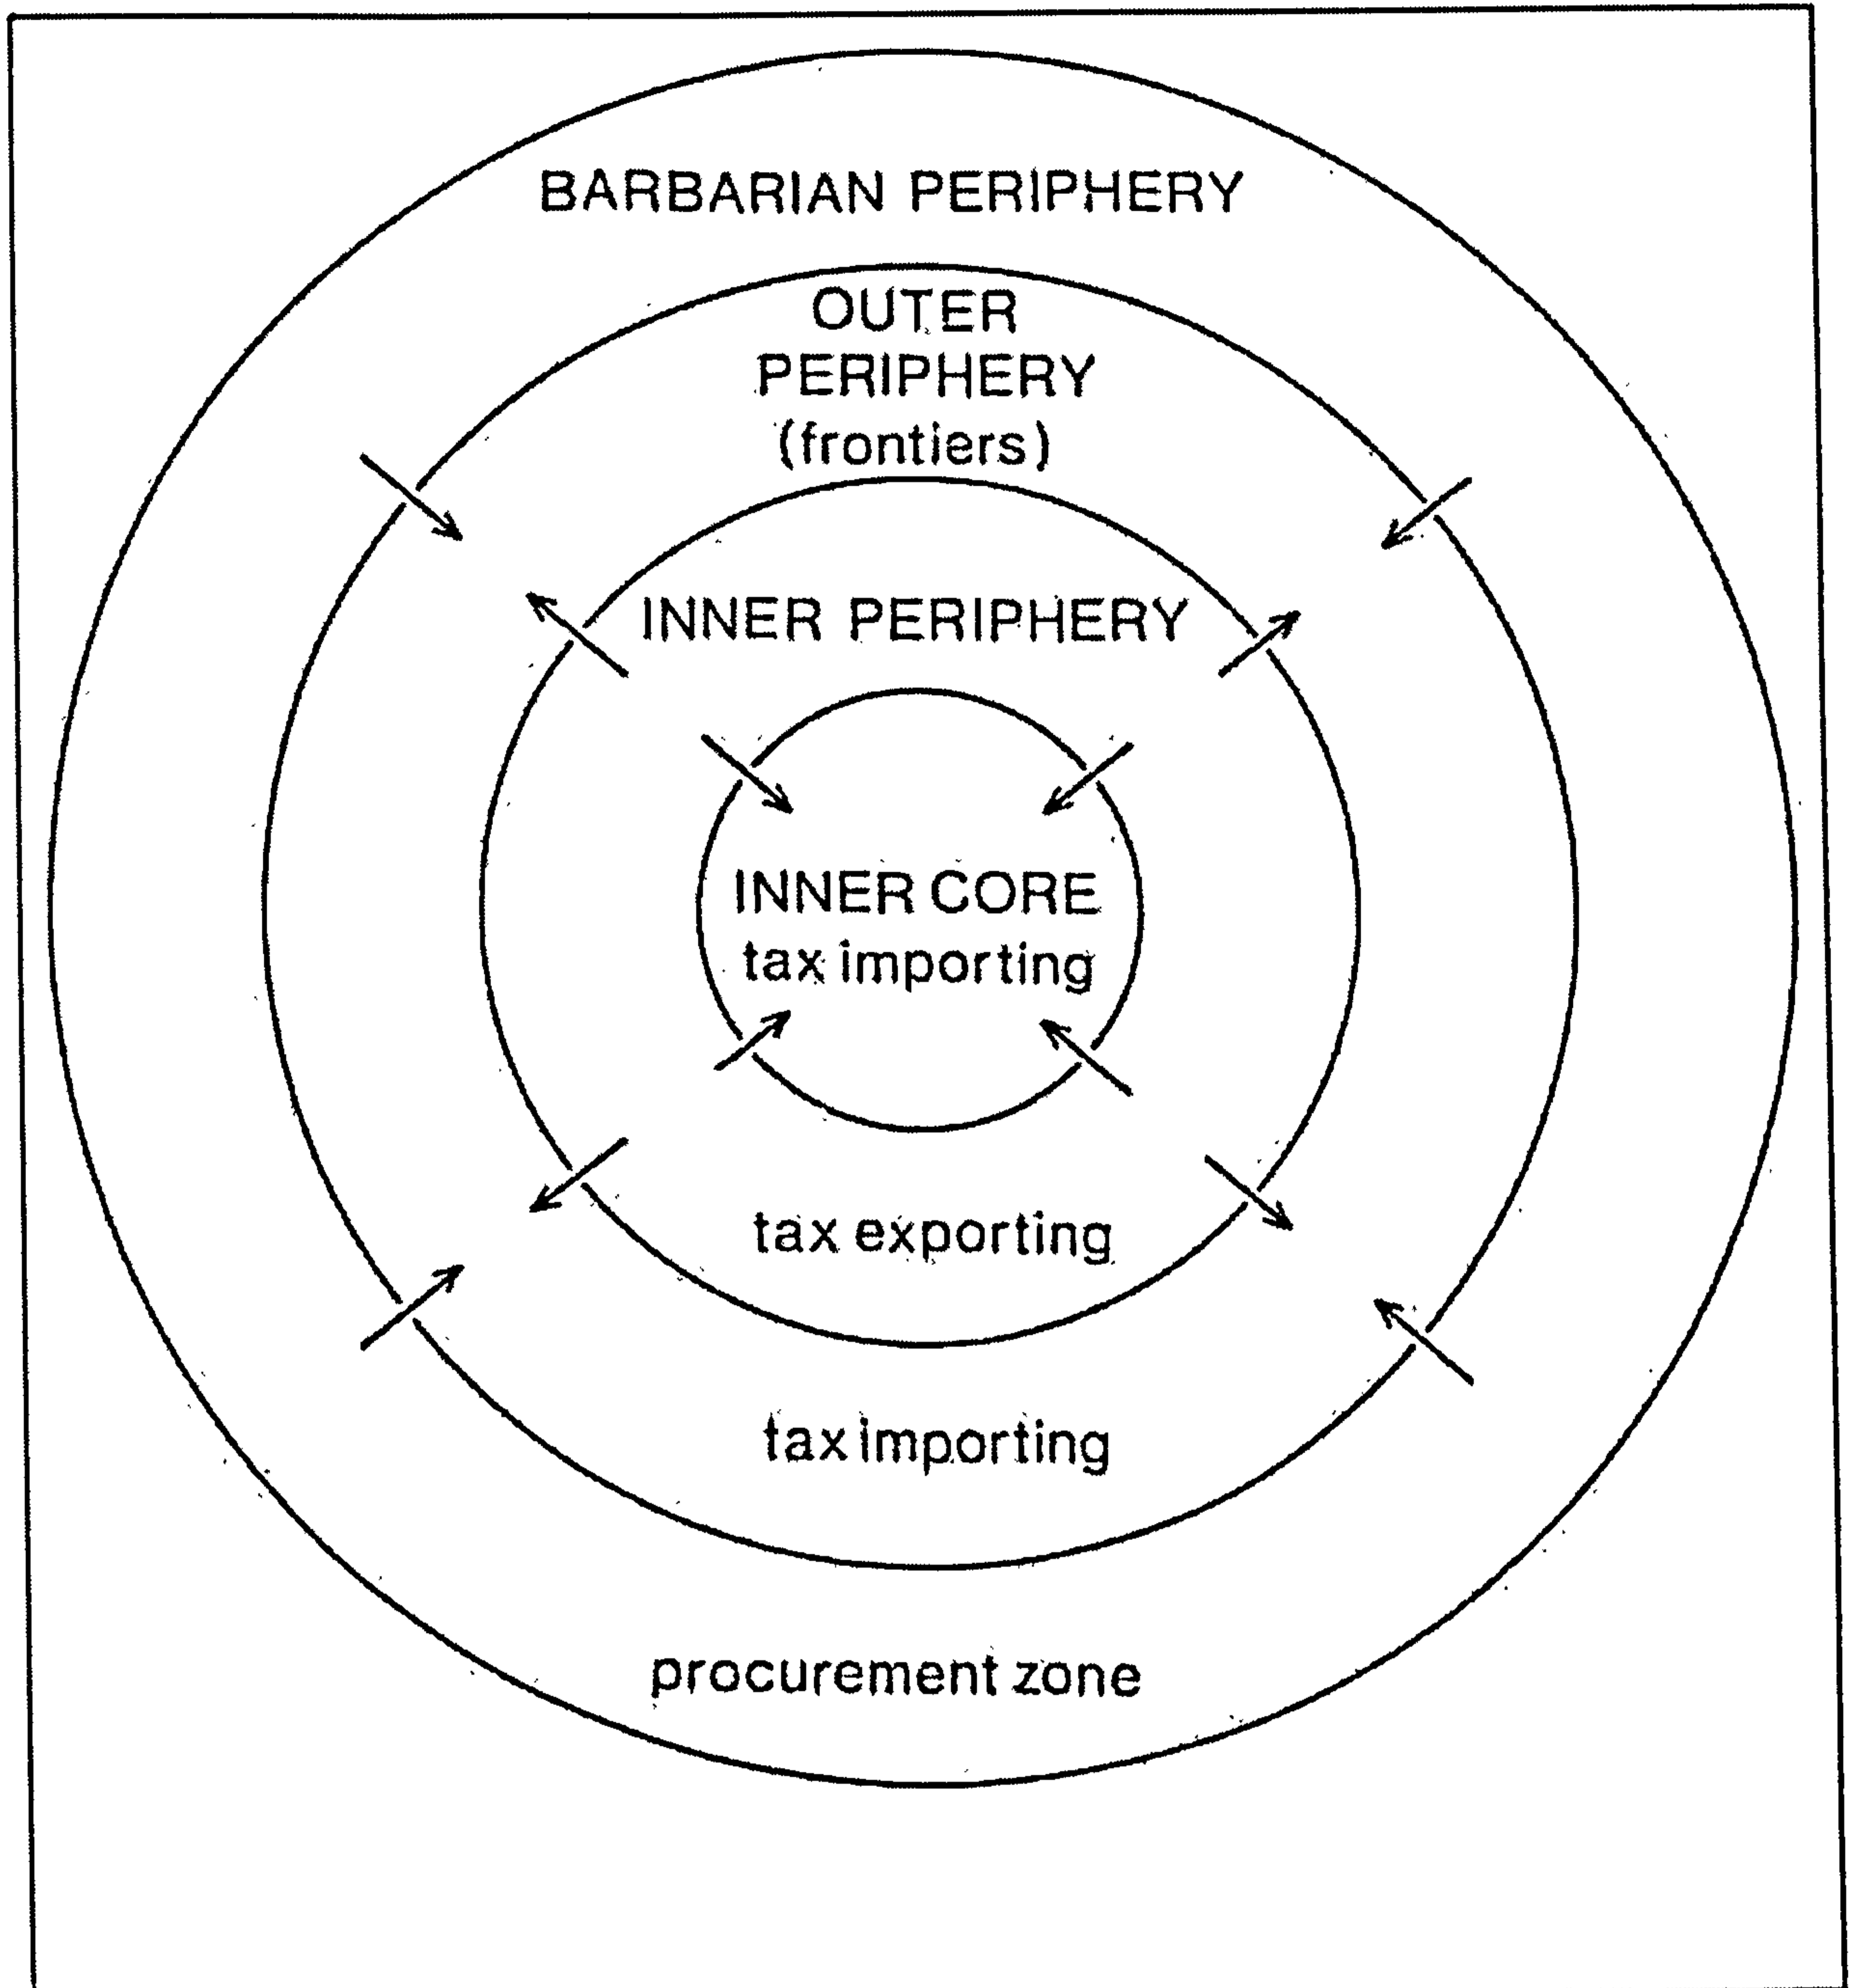 BARBARIAN PERIPHERY
OUTER
PERIPHERY
(frontiers)
INNER PERIPHERY
INNER CORE
tax importing
tax exporting
tax importing
procurement zone